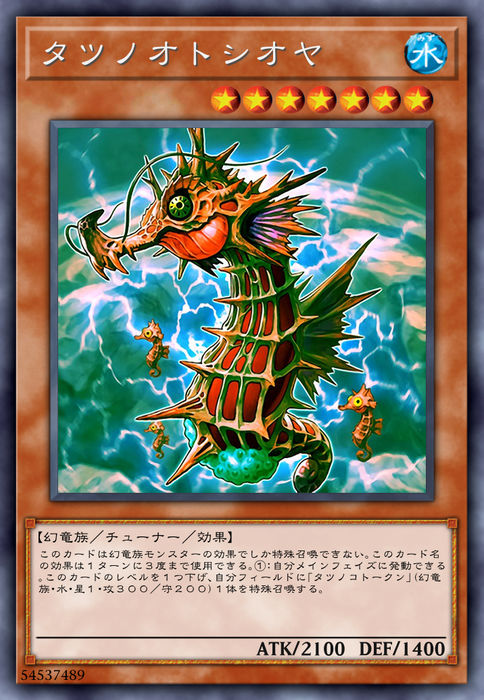 タツノオトシオヤ
みず
水
【幻竜族／チューナー／効果】
このカードは幻竜族モンスターの効果でしか特殊召喚できない。このカード名
の効果は１ターンに３度まで使用できる。①：自分メインフェイズに発動できる
。このカードのレベルを１つ下げ、自分フィールドに「タツノコトークン」（幻竜
族・水・星１・攻３００／守２００）１体を特殊召喚する。
ATK/2100 DEF/1400
54537489